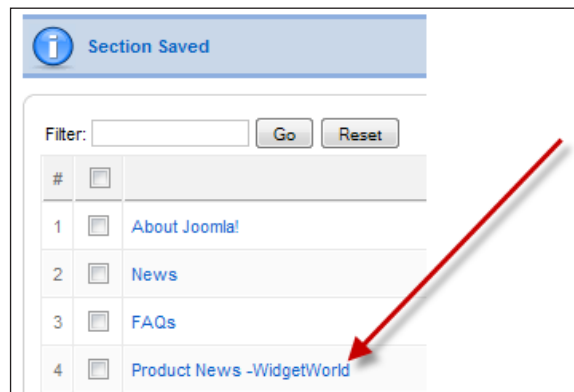 Section Saved
Filter: Go Reset
#
1 About Joomla!
2 News
3 FAQs
4 Product News -WidgetWorld